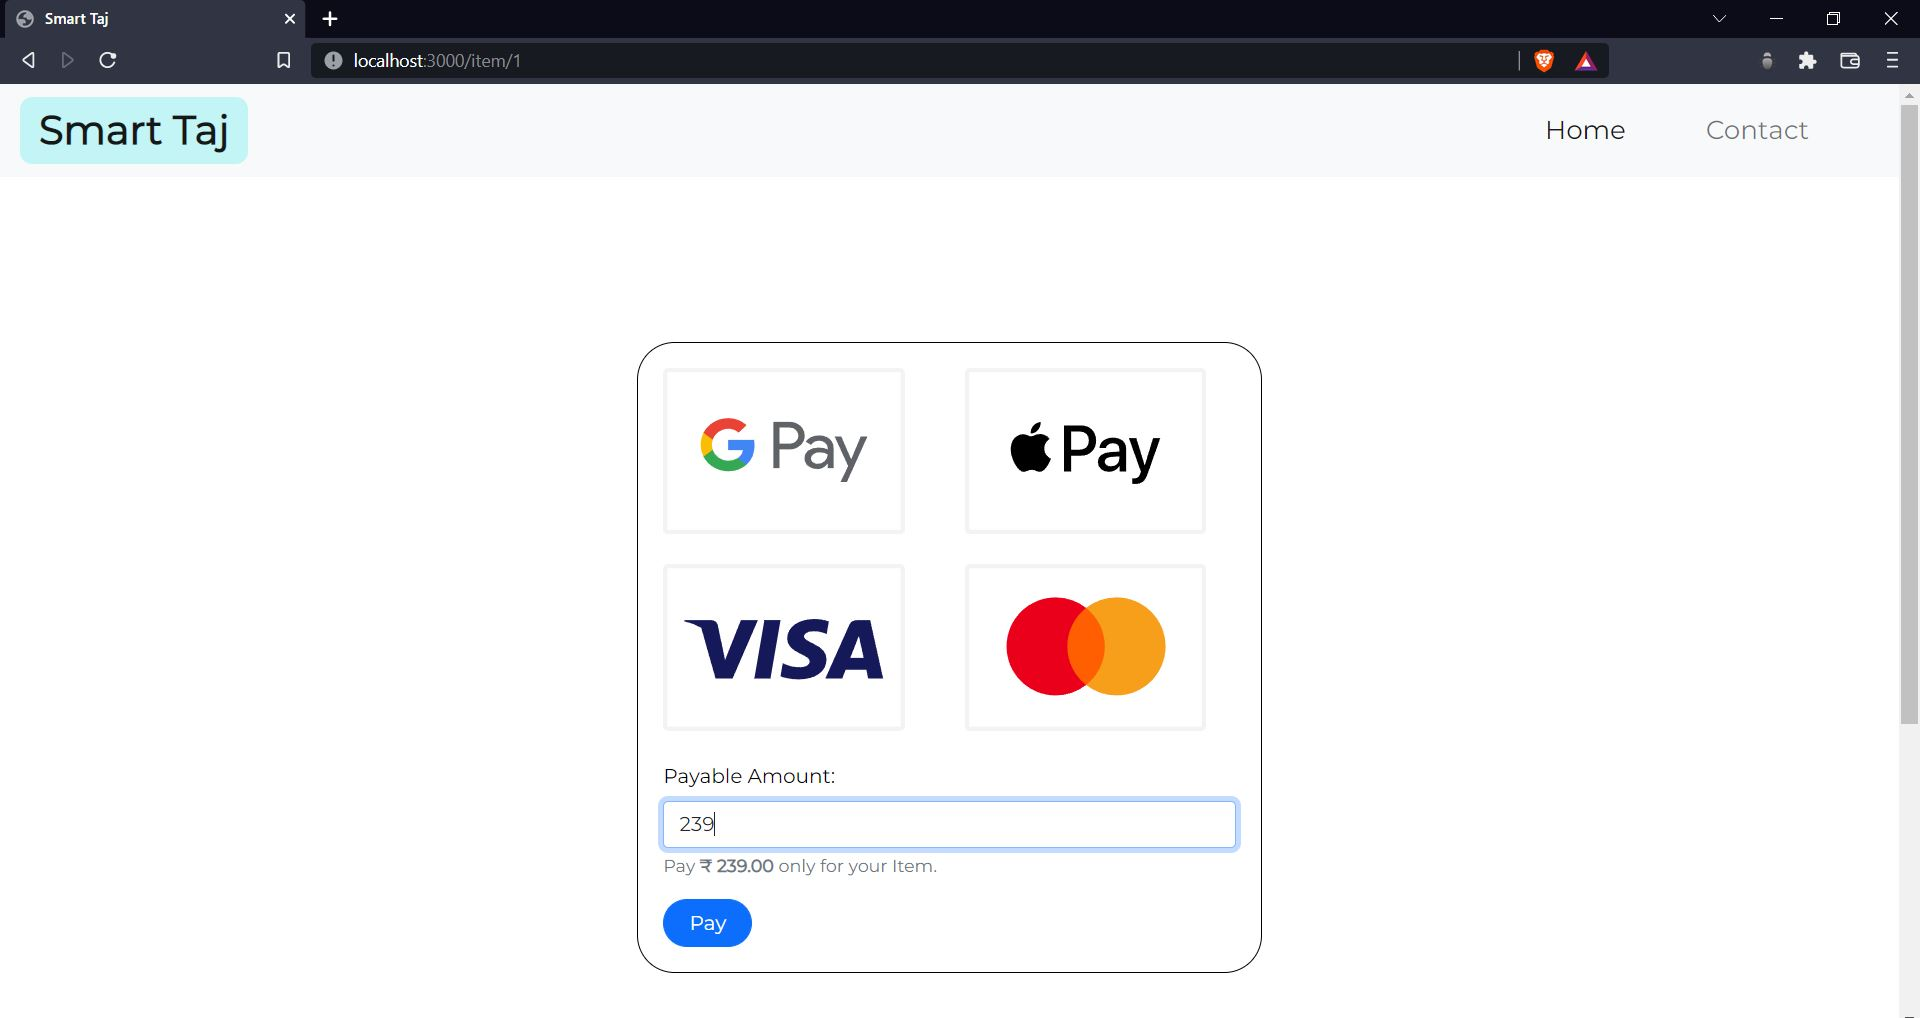 Smart Taj
localhost:3000/item/1
Smart Taj
Home
Contact
G Pay
Pay
VISA
Payable Amount:
239
Pay ₹ 239.00 only for your Item.
Pay